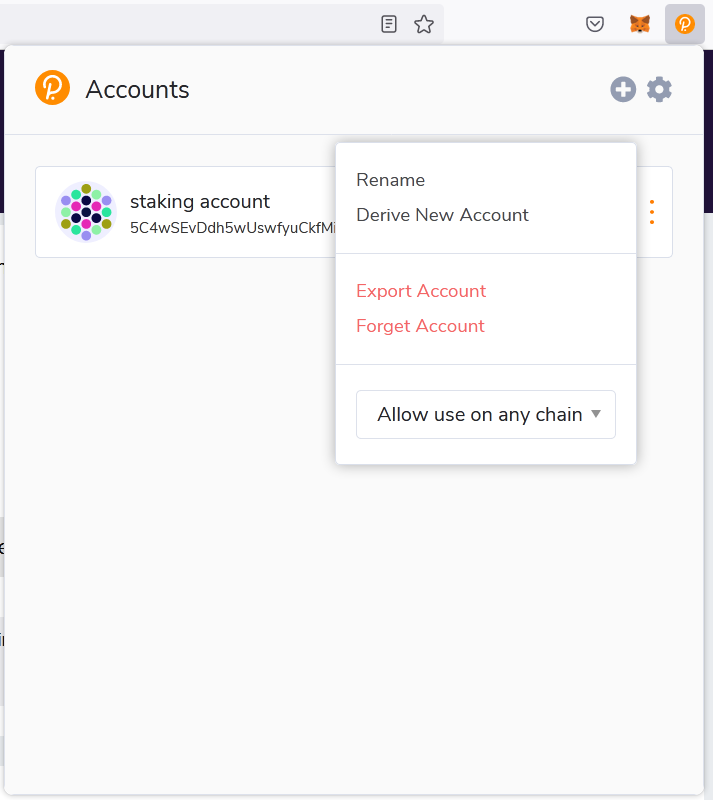 Accounts
staking account
5C4wSEvDdh5wUswfyuCkfMi
Rename
Derive New Account
Export Account
Forget Account
Allow use on any chain